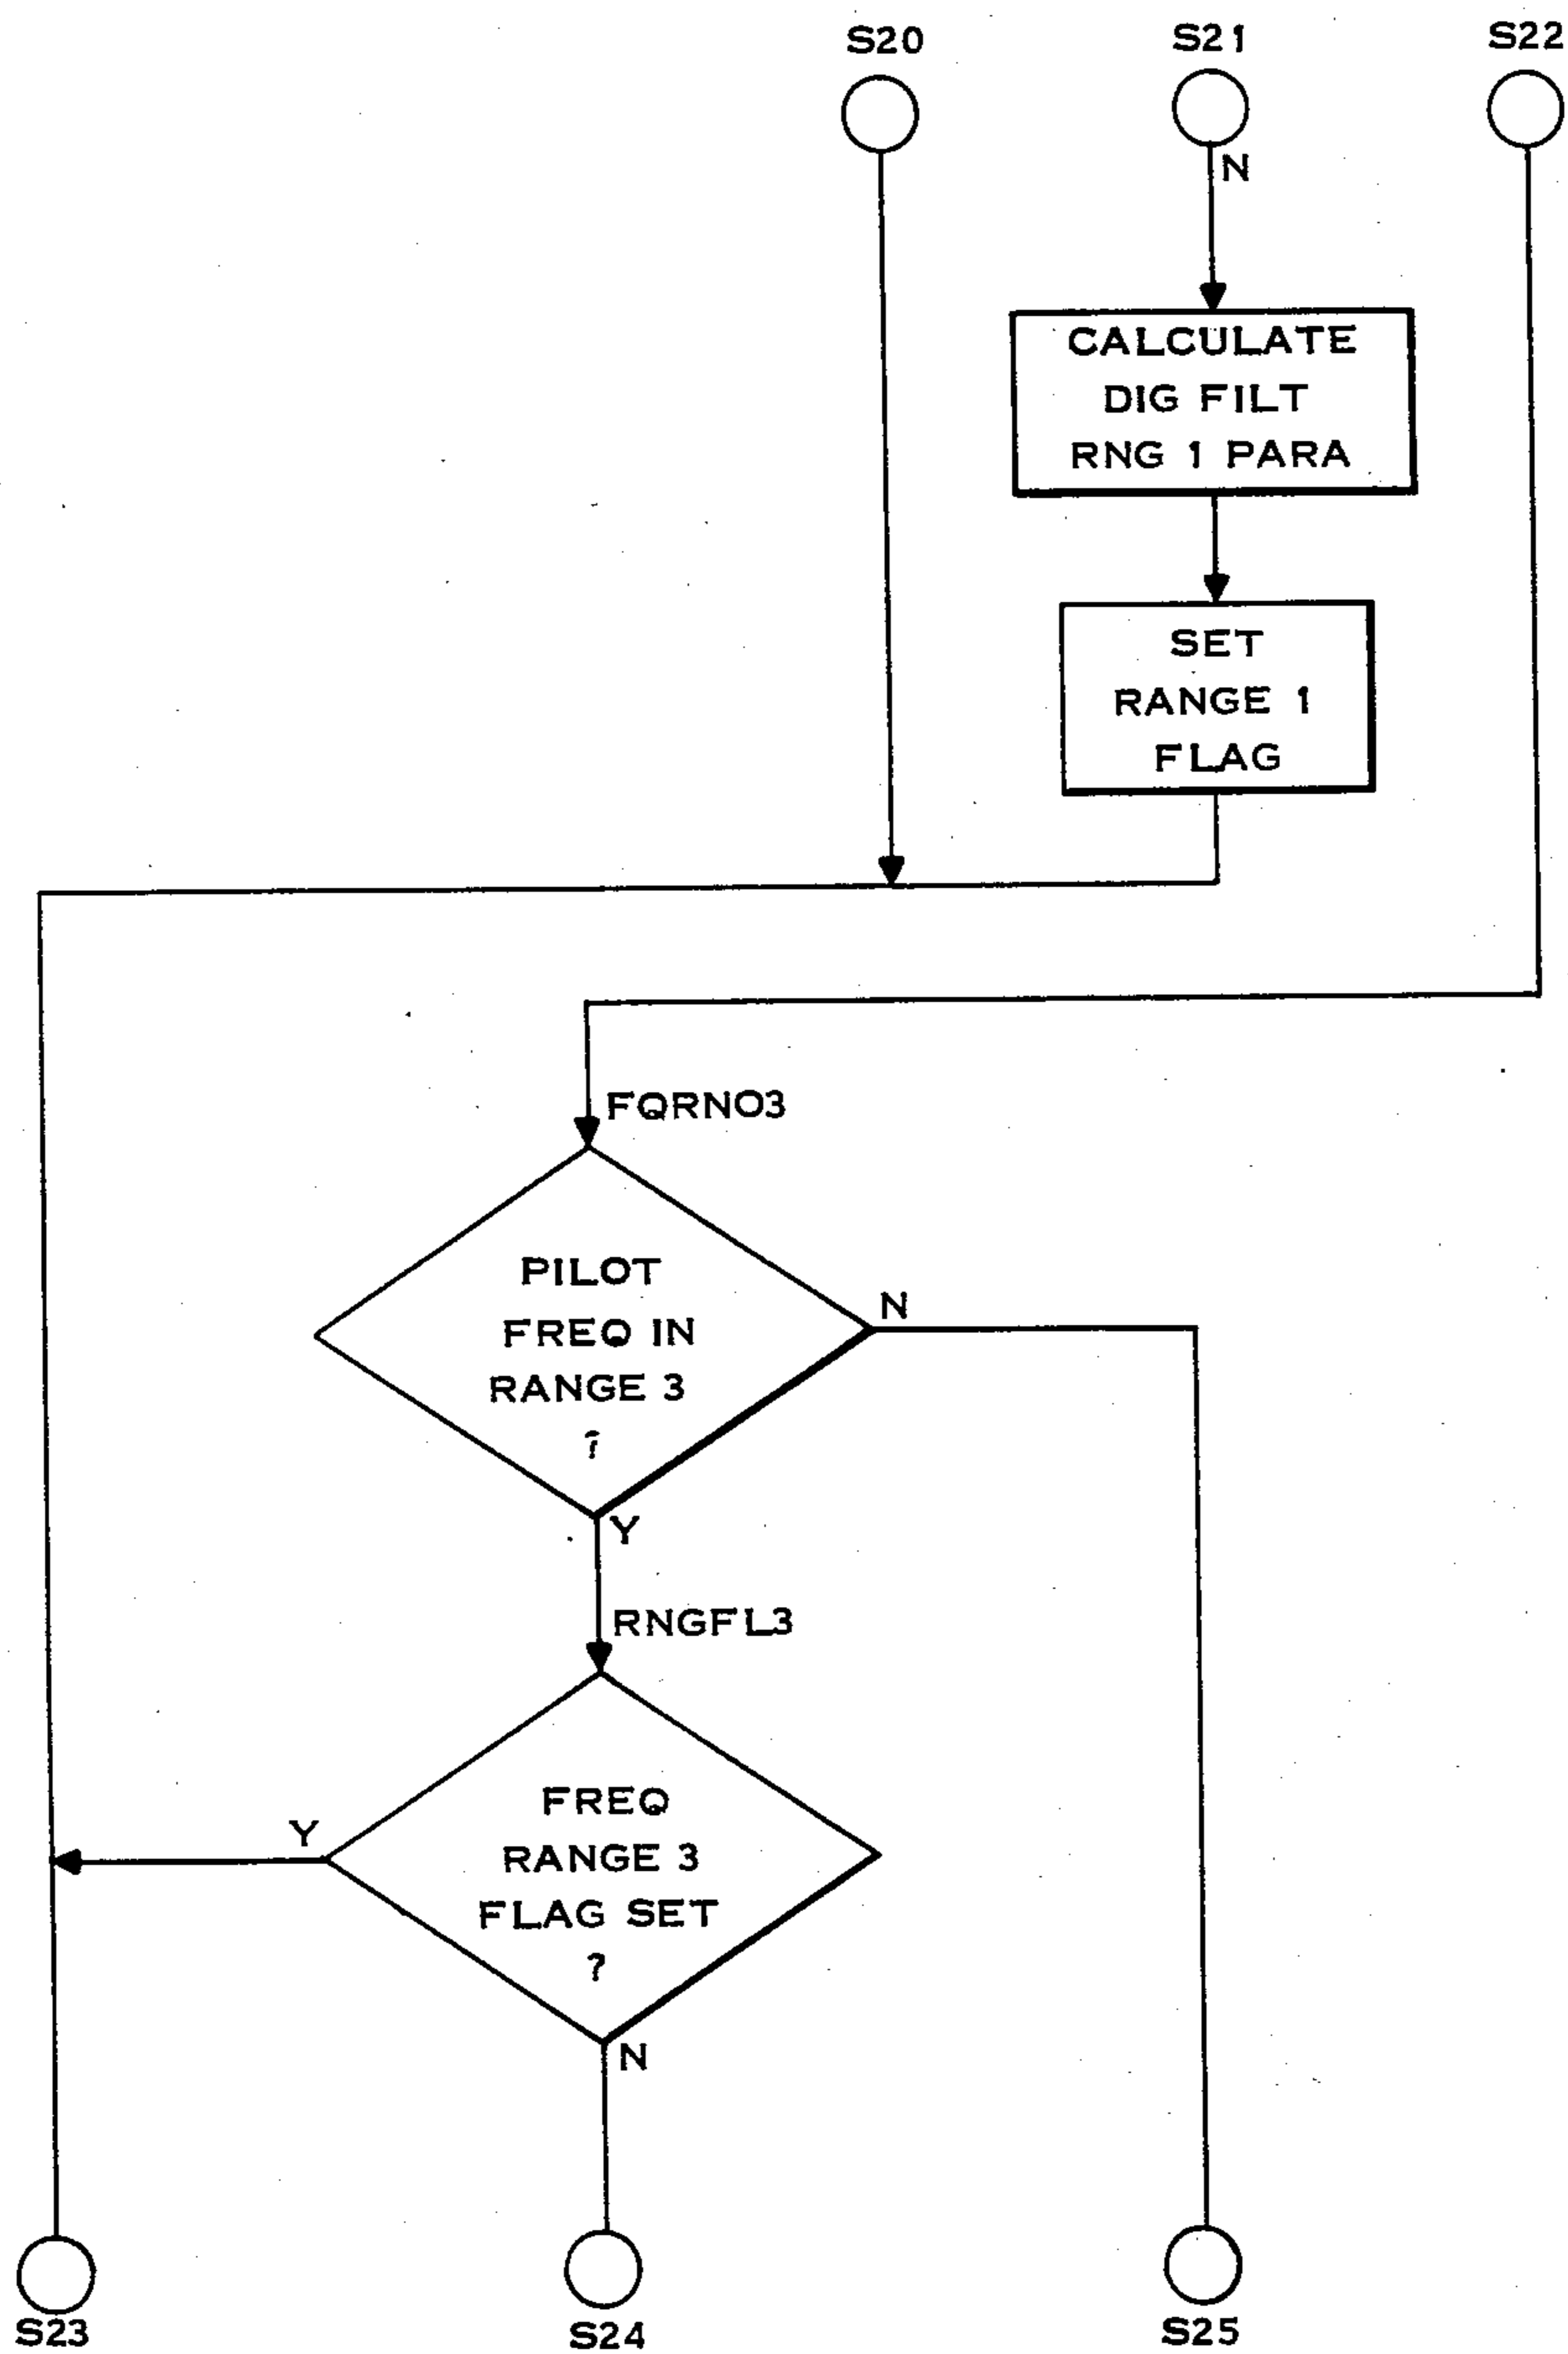 S20
S21
S22
N
CALCULATE
DIG FILT
RNG 1 PARA
SET
RANGE 1
FLAG
FQRNO3
PILOT
FREQ IN
RANGE 3
?
N
Y
RNGFL3
FREQ
RANGE 3
FLAG SET
?
Y
N
S23
S24
S25